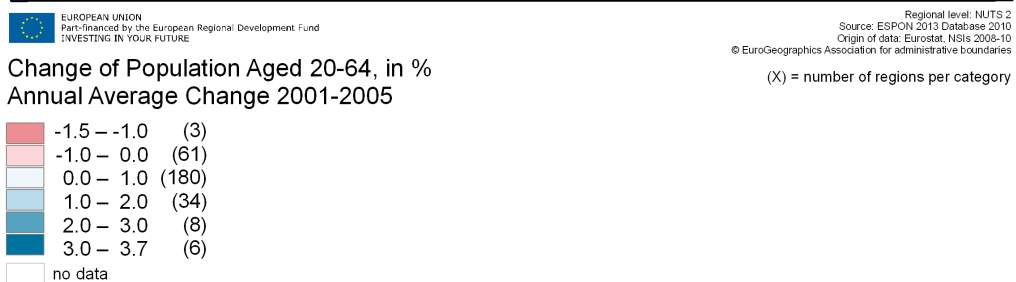 EUROPEAN UNION
Part-financed by the European Regional Development Fund
INVESTING IN YOUR FUTURE
Regional level: NUTS 2
Source: ESPON 2013 Database 2010
Origin of data: Eurostat, NSIs 2008-10
© EuroGeographics Association for administrative boundaries
Change of Population Aged 20-64, in %
Annual Average Change 2001-2005
(X) = number of regions per category
-1.5 – -1.0 (3)
-1.0 – 0.0 (61)
0.0 – 1.0 (180)
1.0 – 2.0 (34)
2.0 – 3.0 (8)
3.0 – 3.7 (6)
no data